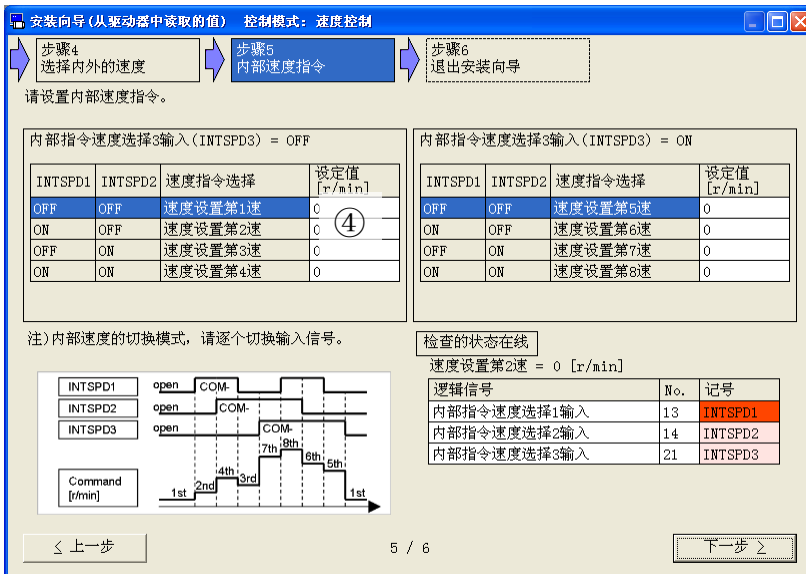 安装向导(从驱动器中读取的值) 控制模式: 速度控制
步骤4
选择内外的速度
步骤5
内部速度指令
步骤6
退出安装向导
请设置内部速度指令。
内部指令速度选择3输入(INTSPD3) = OFF
INTSPD1 INTSPD2 速度指令选择 设定值 [r/min]
OFF OFF 速度设置第1速 0
ON OFF 速度设置第2速 0
OFF ON 速度设置第3速 0
ON ON 速度设置第4速 0
④
内部指令速度选择3输入(INTSPD3) = ON
INTSPD1 INTSPD2 速度指令选择 设定值 [r/min]
OFF OFF 速度设置第5速 0
ON OFF 速度设置第6速 0
OFF ON 速度设置第7速 0
ON ON 速度设置第8速 0
注)内部速度的切换模式, 请逐个切换输入信号。
INTSPD1 open COM-
INTSPD2 open COM-
INTSPD3 open COM-
Command
[r/min]
1st 2nd 4th 3rd 7th 8th 6th 5th 1st
检查的状态在线
速度设置第2速 = 0 [r/min]
逻辑信号 No. 记号
内部指令速度选择1输入 13 INTSPD1
内部指令速度选择2输入 14 INTSPD2
内部指令速度选择3输入 21 INTSPD3
< 上一步
5 / 6
下一步 >